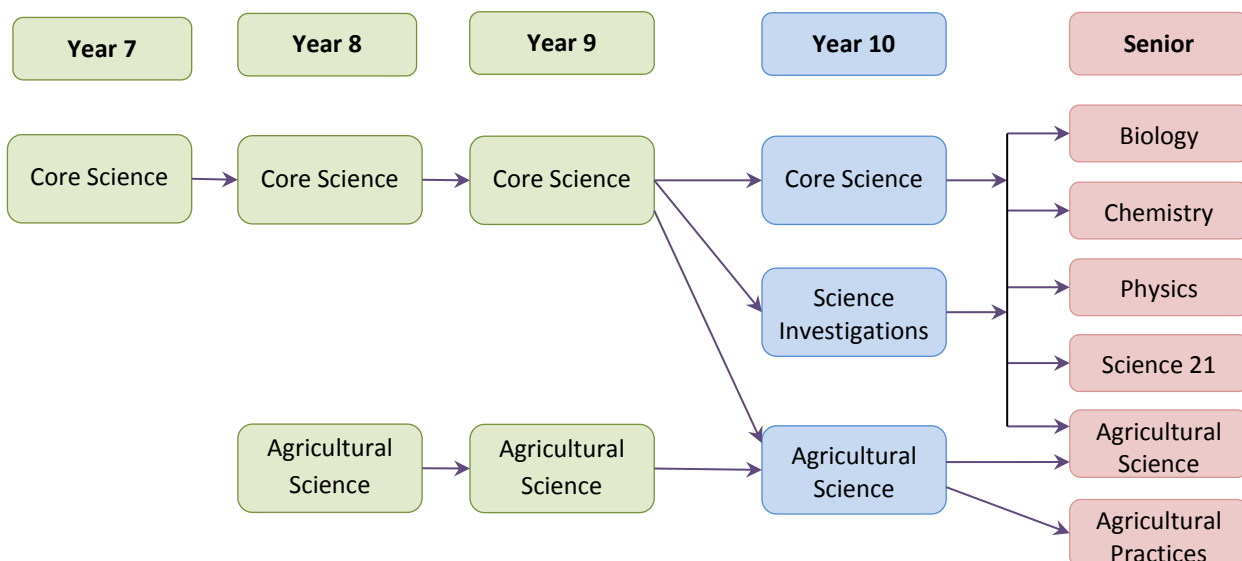 Year 7
Year 8
Year 9
Year 10
Senior
Core Science
Core Science
Core Science
Core Science
Biology
Chemistry
Science
Investigations
Physics
Science 21
Agricultural
Science
Agricultural
Science
Agricultural
Science
Agricultural
Science
Agricultural
Practices